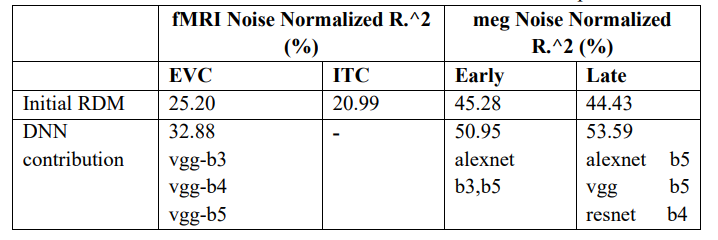 fMRI Noise Normalized R.^2 (%)
meg Noise Normalized R.^2 (%)
EVC ITC Early Late
Initial RDM 25.20 20.99 45.28 44.43
DNN contribution
32.88
vgg-b3
vgg-b4
vgg-b5
-
50.95
alexnet
b3,b5
53.59
alexnet b5
vgg b5
resnet b4